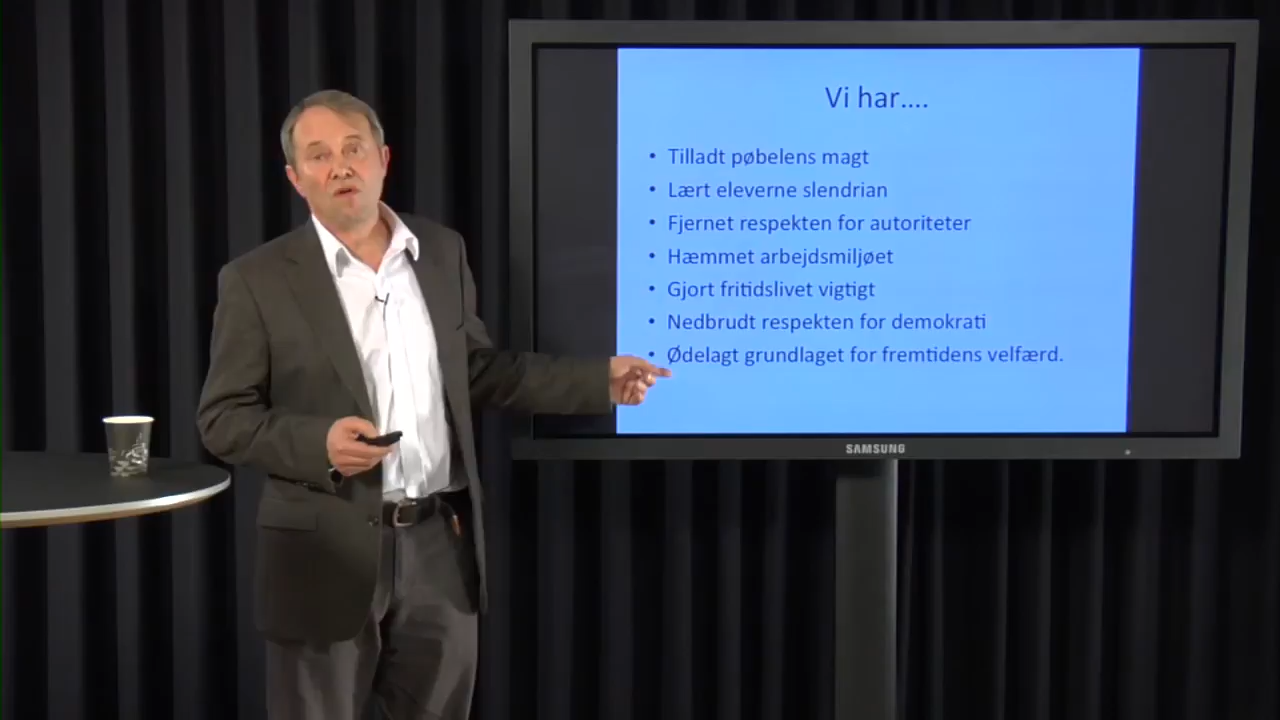 Vi har....
• Tilladt pøbelens magt
• Lært eleverne slendrian
• Fjernet respekten for autoriteter
• Hæmmet arbejdsmiljøet
• Gjort fritidslivet vigtigt
• Nedbrudt respekten for demokrati
• Ødelagt grundlaget for fremtidens velfærd.
SAMSUNG